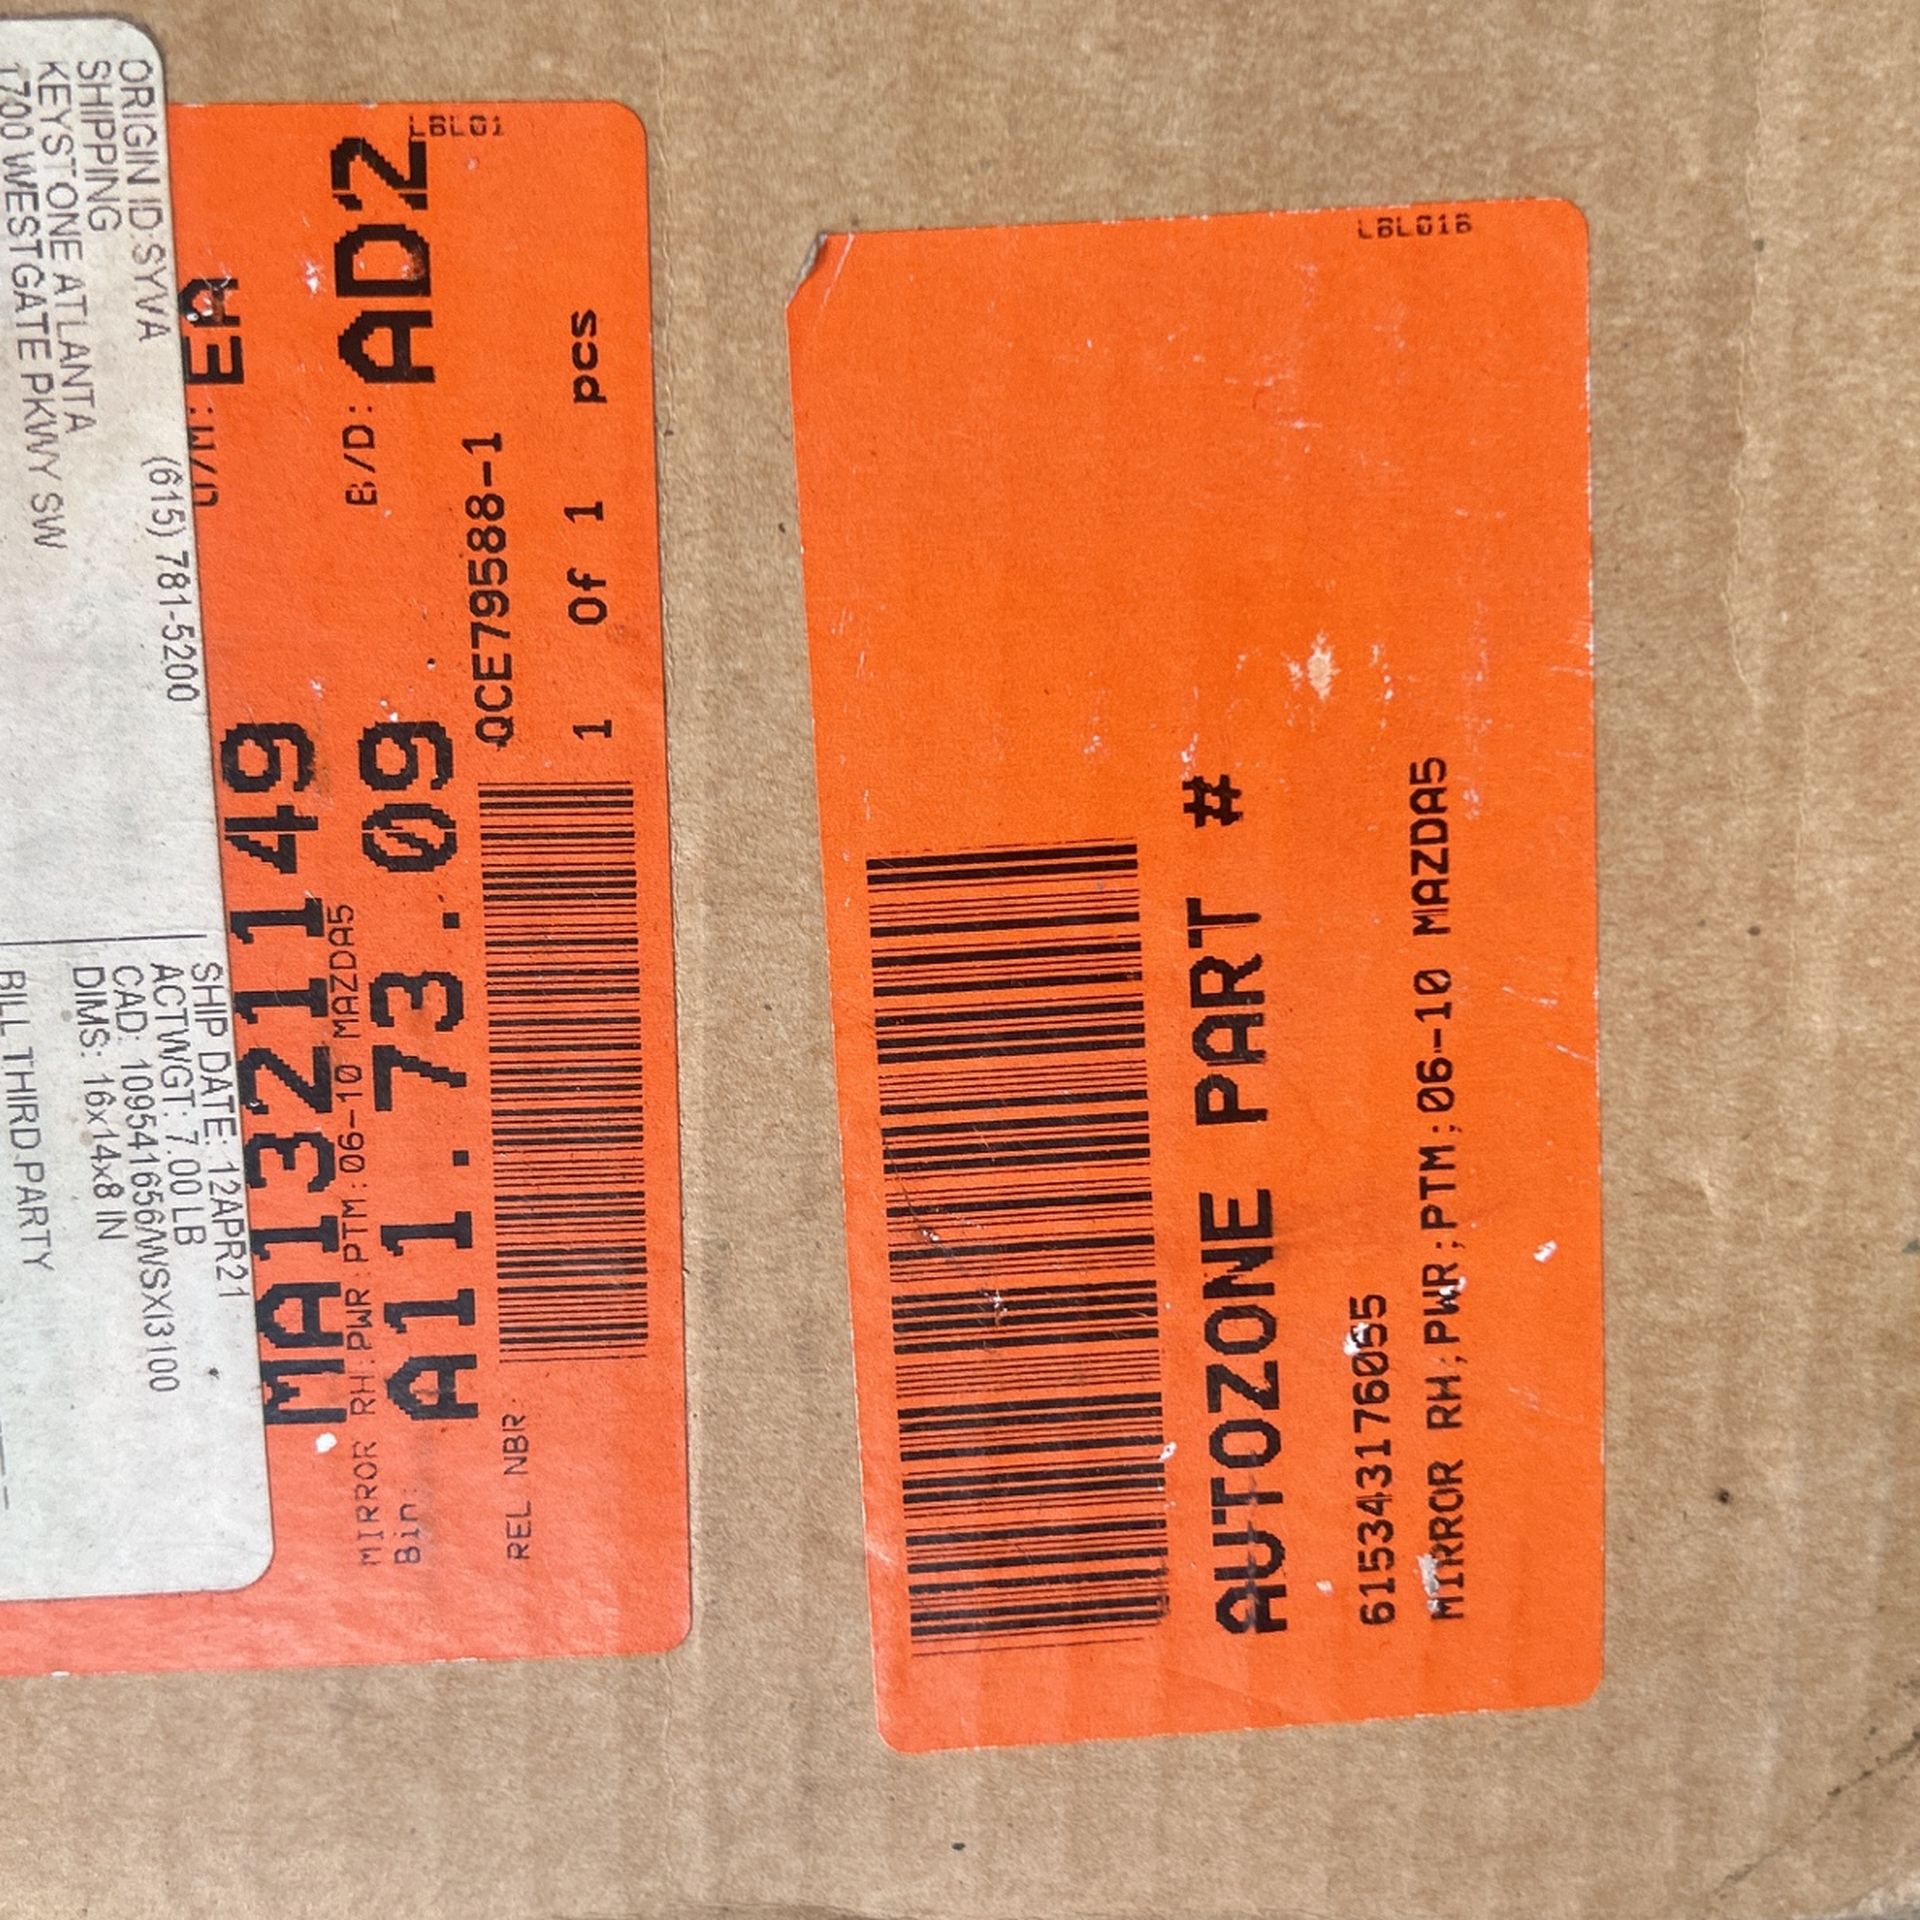 ORIGIN ID:SYVA (615) 781-5200
SHIPPING
KEYSTONE ATLANTA
1700 WESTGATE PKWY SW
SHIP DATE: 12APR21
ACTWGT: 7.00 LB
CAD: 109541656/WSXI3100
DIMS: 16x14x8 IN
BILL THIRD PARTY
EA
MA1321149
MIRROR RH;PWR;PTM;06-10 MAZDA5
Bin: A11.73.09
B/D: AD2
LBL01
REL NBR
QCE79588-1
1 Of 1 pcs
AUTOZONE PART #
615343176055
MIRROR RH;PWR;PTM;06-10 MAZDA5
LBL01B